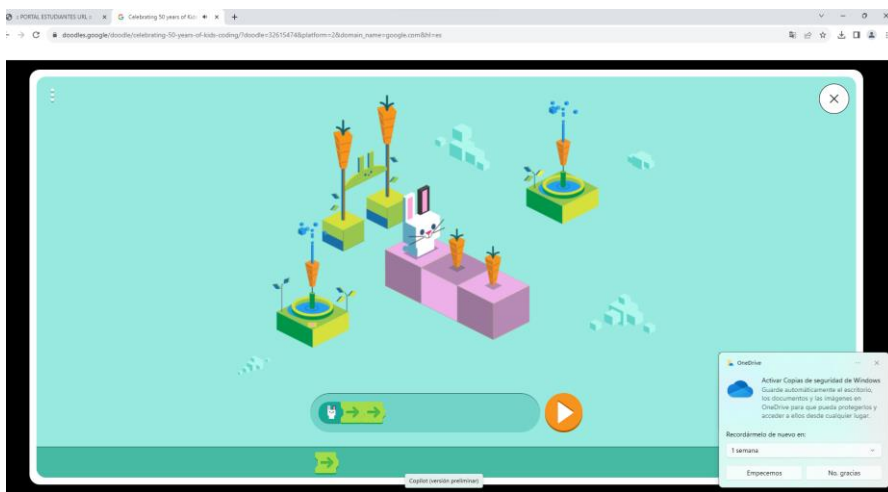 :: PORTAL ESTUDIANTES URL ::
Celebrating 50 years of Kids
doodles.google/doodle/celebrating-50-years-of-kids-coding/?doodle=32615474&platform=2&domain_name=google.com&hl=es
OneDrive
Activar Copias de seguridad de Windows
Guarde automáticamente el escritorio,
los documentos y las imágenes en
OneDrive para que pueda protegerlos y
acceder a ellos desde cualquier lugar.
Recordármelo de nuevo en:
1 semana
Empecemos
No, gracias
Copilot (versión preliminar)